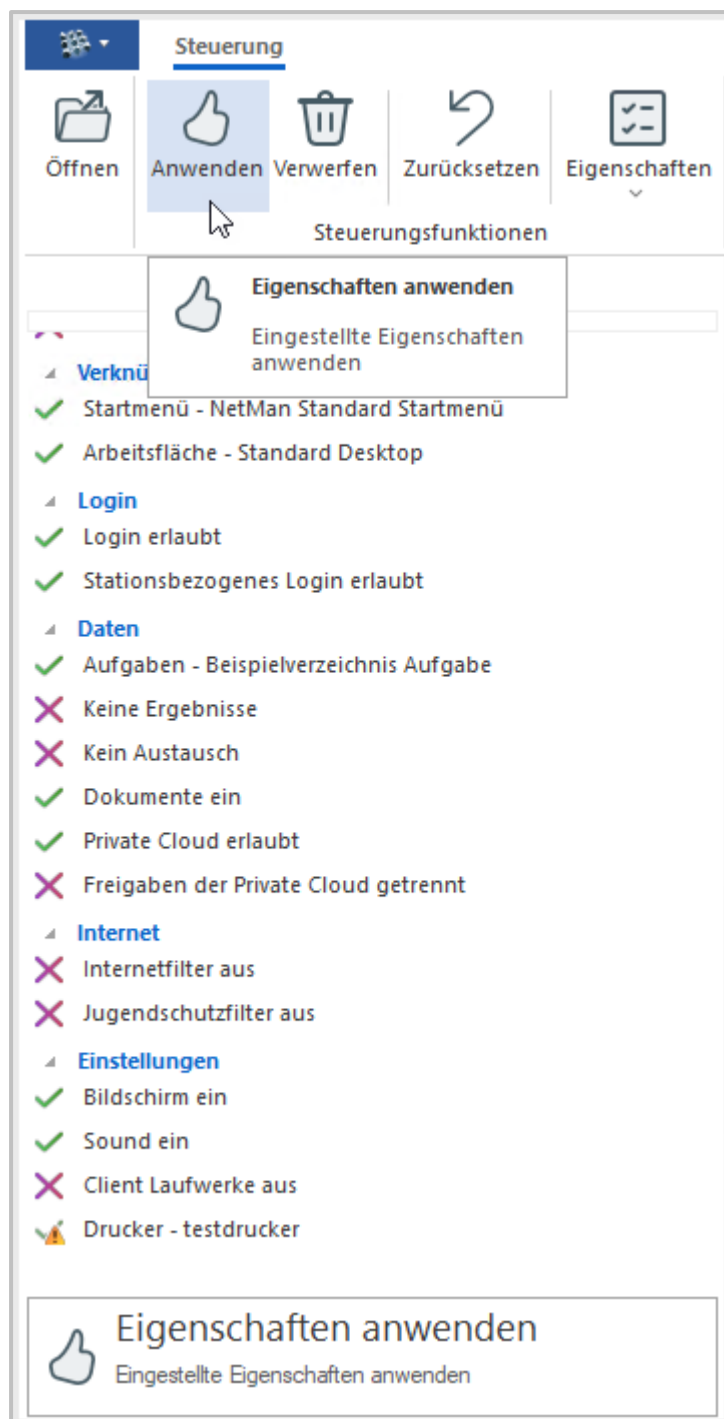 Steuerung
Öffnen
Anwenden
Verwerfen
Zurücksetzen
Eigenschaften
Steuerungsfunktionen
Eigenschaften anwenden
Eingestellte Eigenschaften
anwenden
Startmenü - NetMan Standard Startmenü
Arbeitsfläche - Standard Desktop
Login
Login erlaubt
Stationsbezogenes Login erlaubt
Daten
Aufgaben - Beispielverzeichnis Aufgabe
Keine Ergebnisse
Kein Austausch
Dokumente ein
Private Cloud erlaubt
Freigaben der Private Cloud getrennt
Internet
Internetfilter aus
Jugendschutzfilter aus
Einstellungen
Bildschirm ein
Sound ein
Client Laufwerke aus
Drucker - testdrucker
Eigenschaften anwenden
Eingestellte Eigenschaften anwenden